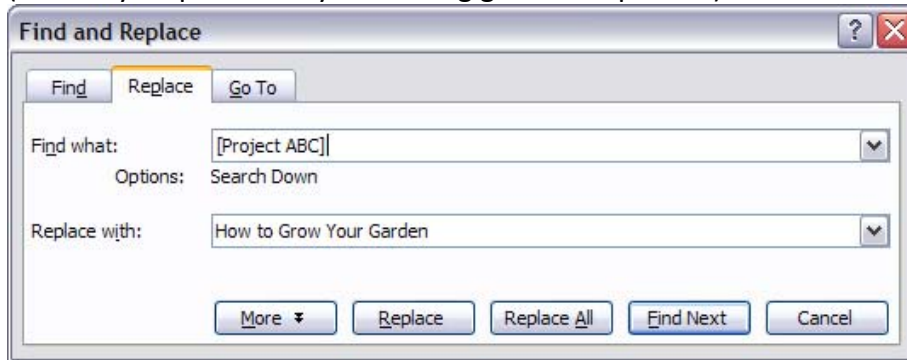 Find and Replace
Find Replace Go To
Find what: [Project ABC]
Options: Search Down
Replace with: How to Grow Your Garden
More Replace Replace All Find Next Cancel